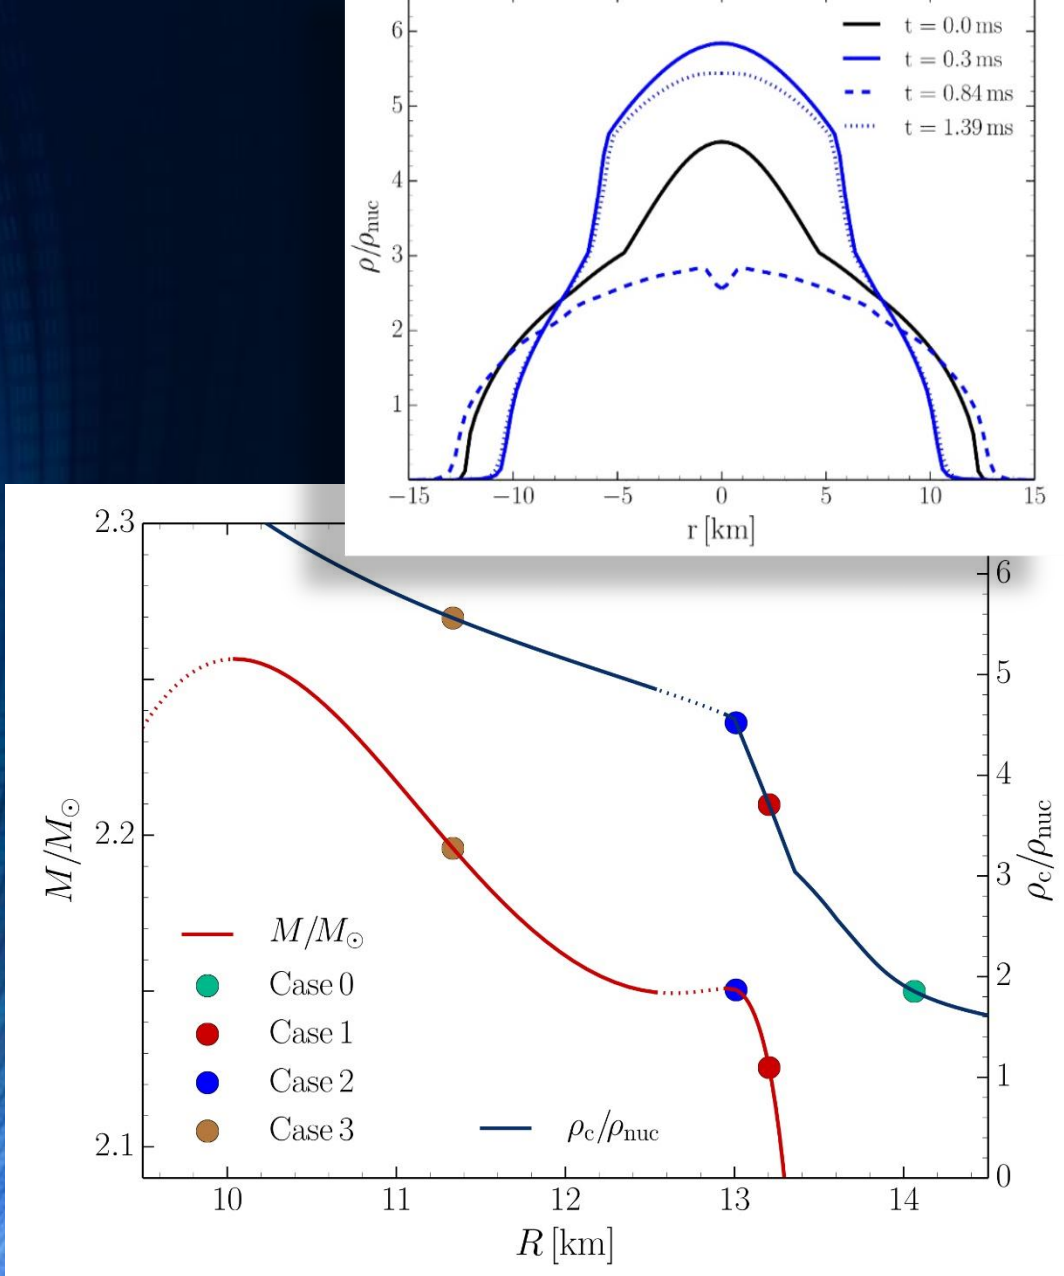 6
t = 0.0 ms
t = 0.3 ms
5
t = 0.84 ms
t = 1.39 ms
4
ρ/ρnuc
3
2
1
−15 −10 −5 0 5 10 15
r [km]
2.3
6
5
M/M⊙
4
2.2
ρc/ρnuc
3
M/M⊙
Case 0
2
Case 1
Case 2
1
Case 3
ρc/ρnuc
2.1
0
10 11 12 13 14
R [km]